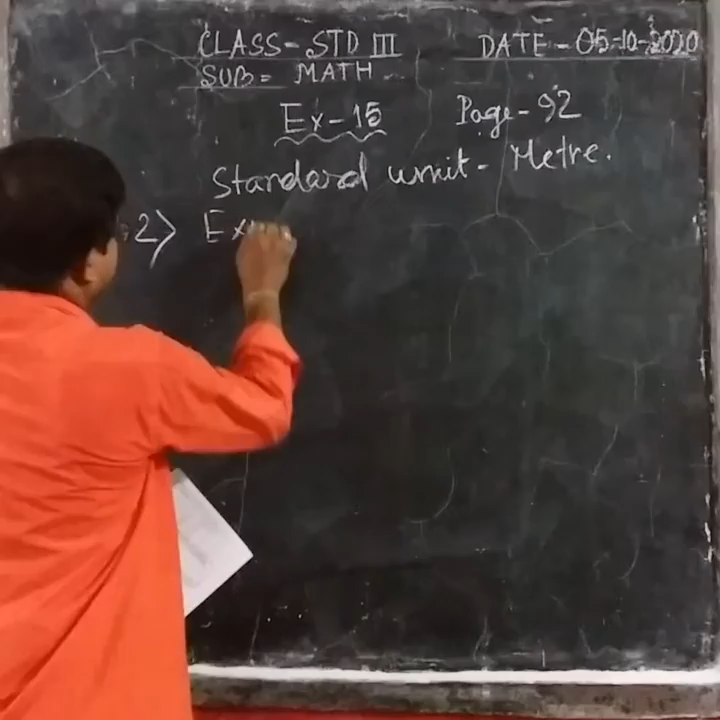 CLASS - STD III DATE - 05-10-2020
SUB = MATH
Ex-15 Page-92
Standard unit - Metre.
2) Ex